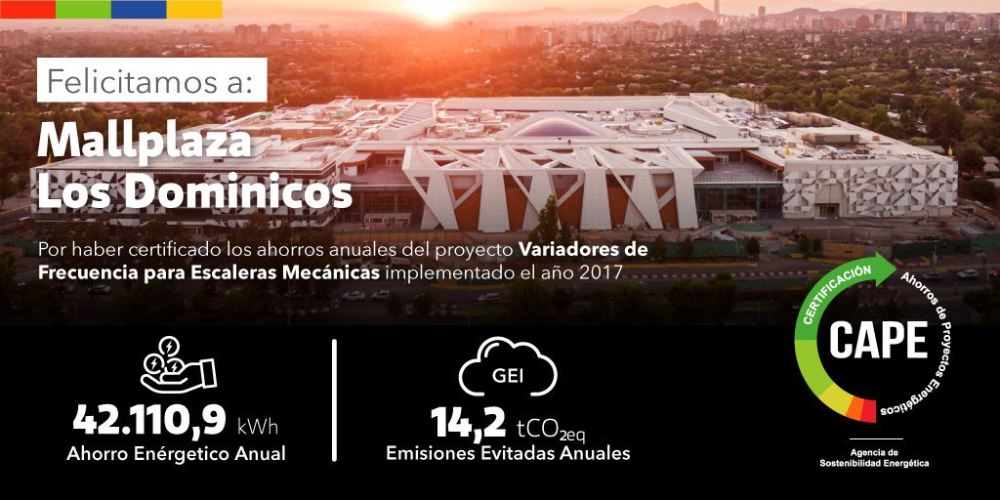 Felicitamos a:
Mallplaza
Los Dominicos
Por haber certificado los ahorros anuales del proyecto Variadores de
Frecuencia para Escaleras Mecánicas implementado el año 2017
42.110,9 kWh
Ahorro Enérgetico Anual
GEI
14,2 tCO2eq
Emisiones Evitadas Anuales
CERTIFICACIÓN
CAPE
Ahorros de Proyectos Energéticos
Agencia de
Sostenibilidad Energética